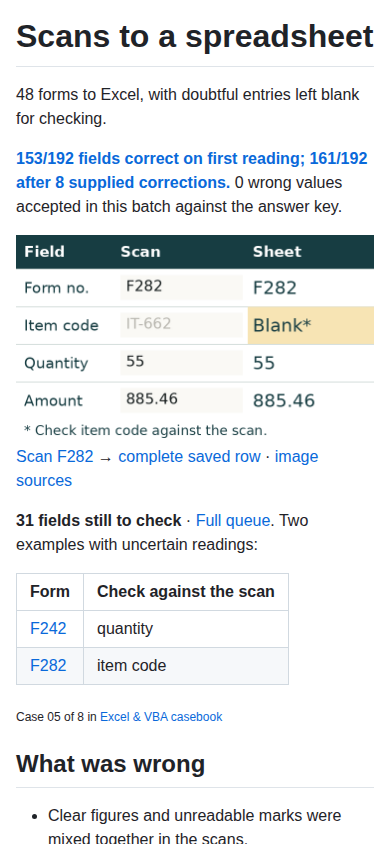 Scans to a spreadsheet
48 forms to Excel, with doubtful entries left blank
for checking.
153/192 fields correct on first reading; 161/192
after 8 supplied corrections. 0 wrong values
accepted in this batch against the answer key.
Field Scan Sheet
Form no. F282 F282
Item code IT-662 Blank*
Quantity 55 55
Amount 885.46 885.46
* Check item code against the scan.
Scan F282 → complete saved row · image
sources
31 fields still to check · Full queue. Two
examples with uncertain readings:
Form Check against the scan
F242 quantity
F282 item code
Case 05 of 8 in Excel & VBA casebook
What was wrong
• Clear figures and unreadable marks were
mixed together in the scans.